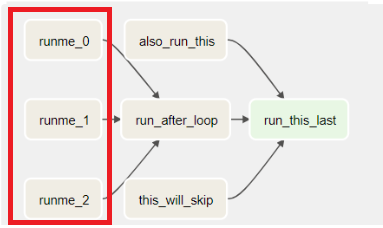 runme_0
also_run_this
runme_1
run_after_loop
run_this_last
runme_2
this_will_skip